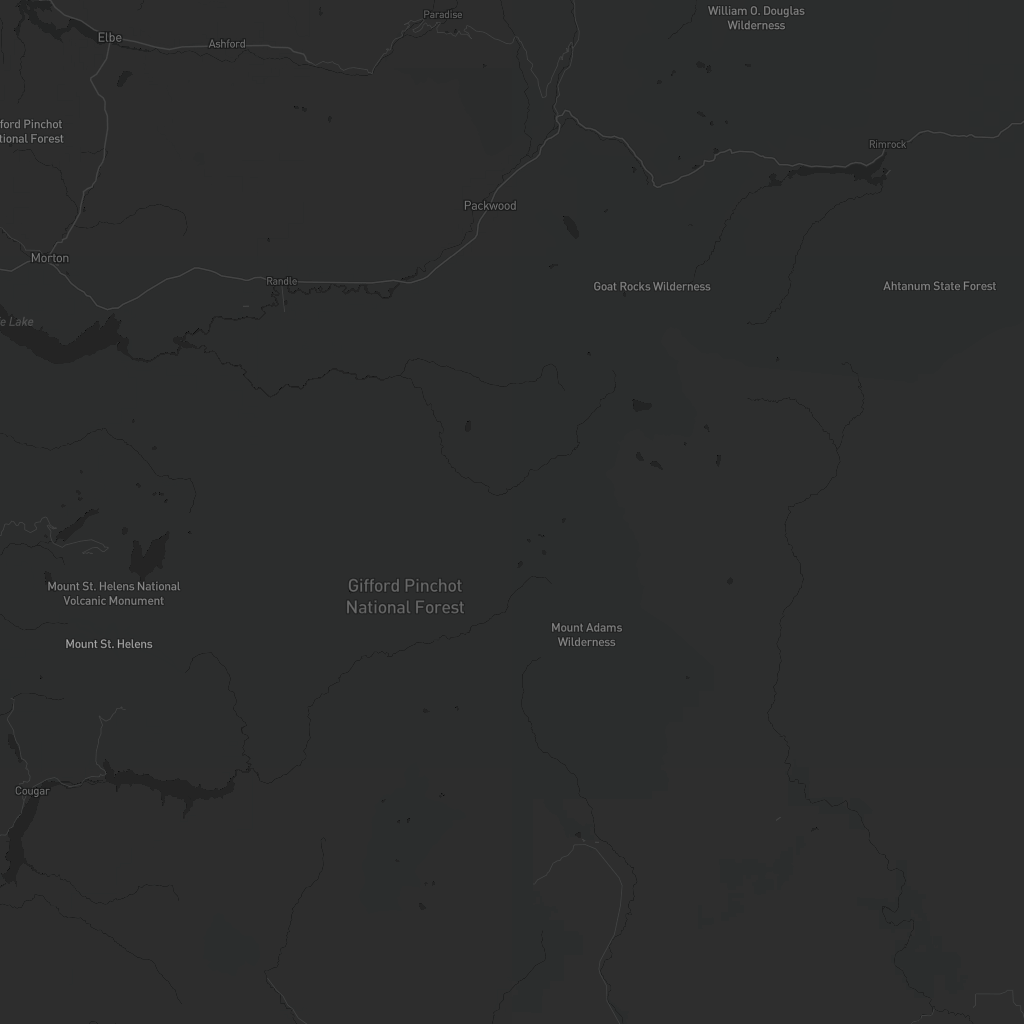 Paradise
William O. Douglas
Wilderness
Elbe
Ashford
fford Pinchot
tional Forest
Rimrock
Packwood
Morton
Randle
Goat Rocks Wilderness
Ahtanum State Forest
e Lake
Mount St. Helens National
Volcanic Monument
Gifford Pinchot
National Forest
Mount Adams
Wilderness
Mount St. Helens
Cougar